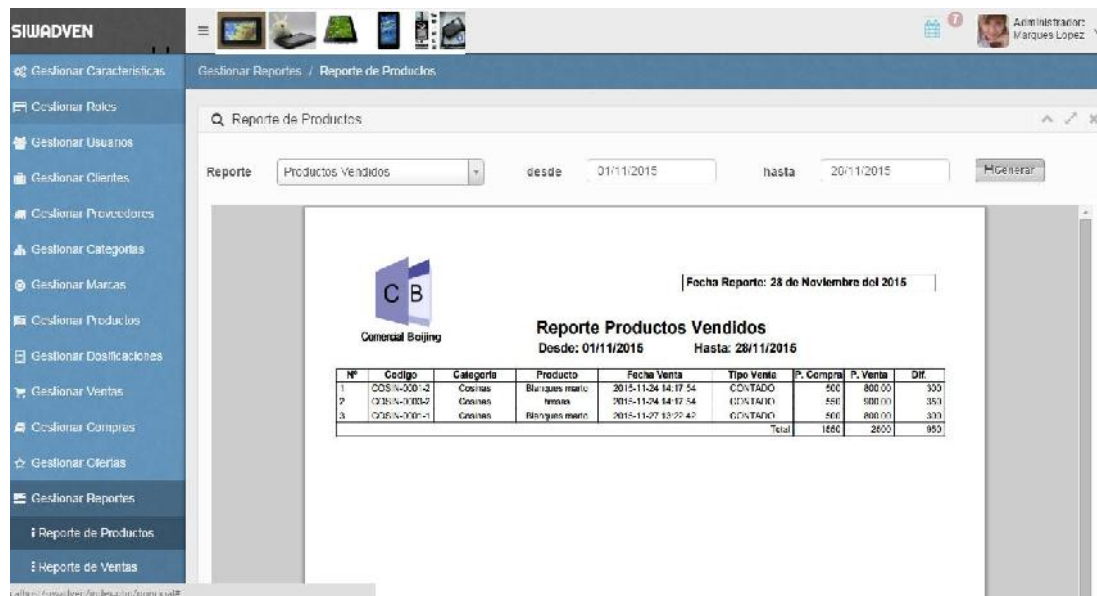 SIWADVEN
Administrador:
Marques Lopez
Gestionar Caracteristicas
Gestionar Roles
Gestionar Usuarios
Gestionar Clientes
Gestionar Proveedores
Gestionar Categorias
Gestionar Marcas
Gestionar Productos
Gestionar Dosificaciones
Gestionar Ventas
Gestionar Compras
Gestionar Ofertas
Gestionar Reportes
Reporte de Productos
Reporte de Ventas
Gestionar Reportes / Reporte de Productos
Reporte de Productos
Reporte Productos Vendidos desde 01/11/2015 hasta 28/11/2015 Generar
C B
Comercial Beijing
Fecha Reporte: 28 de Noviembre del 2015
Reporte Productos Vendidos
Desde: 01/11/2015 Hasta: 28/11/2015
Nº Codigo Categoria Producto Fecha Venta Tipo Venta P. Compra P. Venta Dif.
1 COSIN-0001-2 Cosinas 2015-11-24 14:17:54 CONTADO 500 800.00 300
2 COSIN-0003-2 Cosinas 2015-11-24 14:17:54 CONTADO 550 900.00 350
3 COSIN-0001-1 Cosinas 2015-11-27 13:22:42 CONTADO 500 800.00 300
Total 1550 2500 950